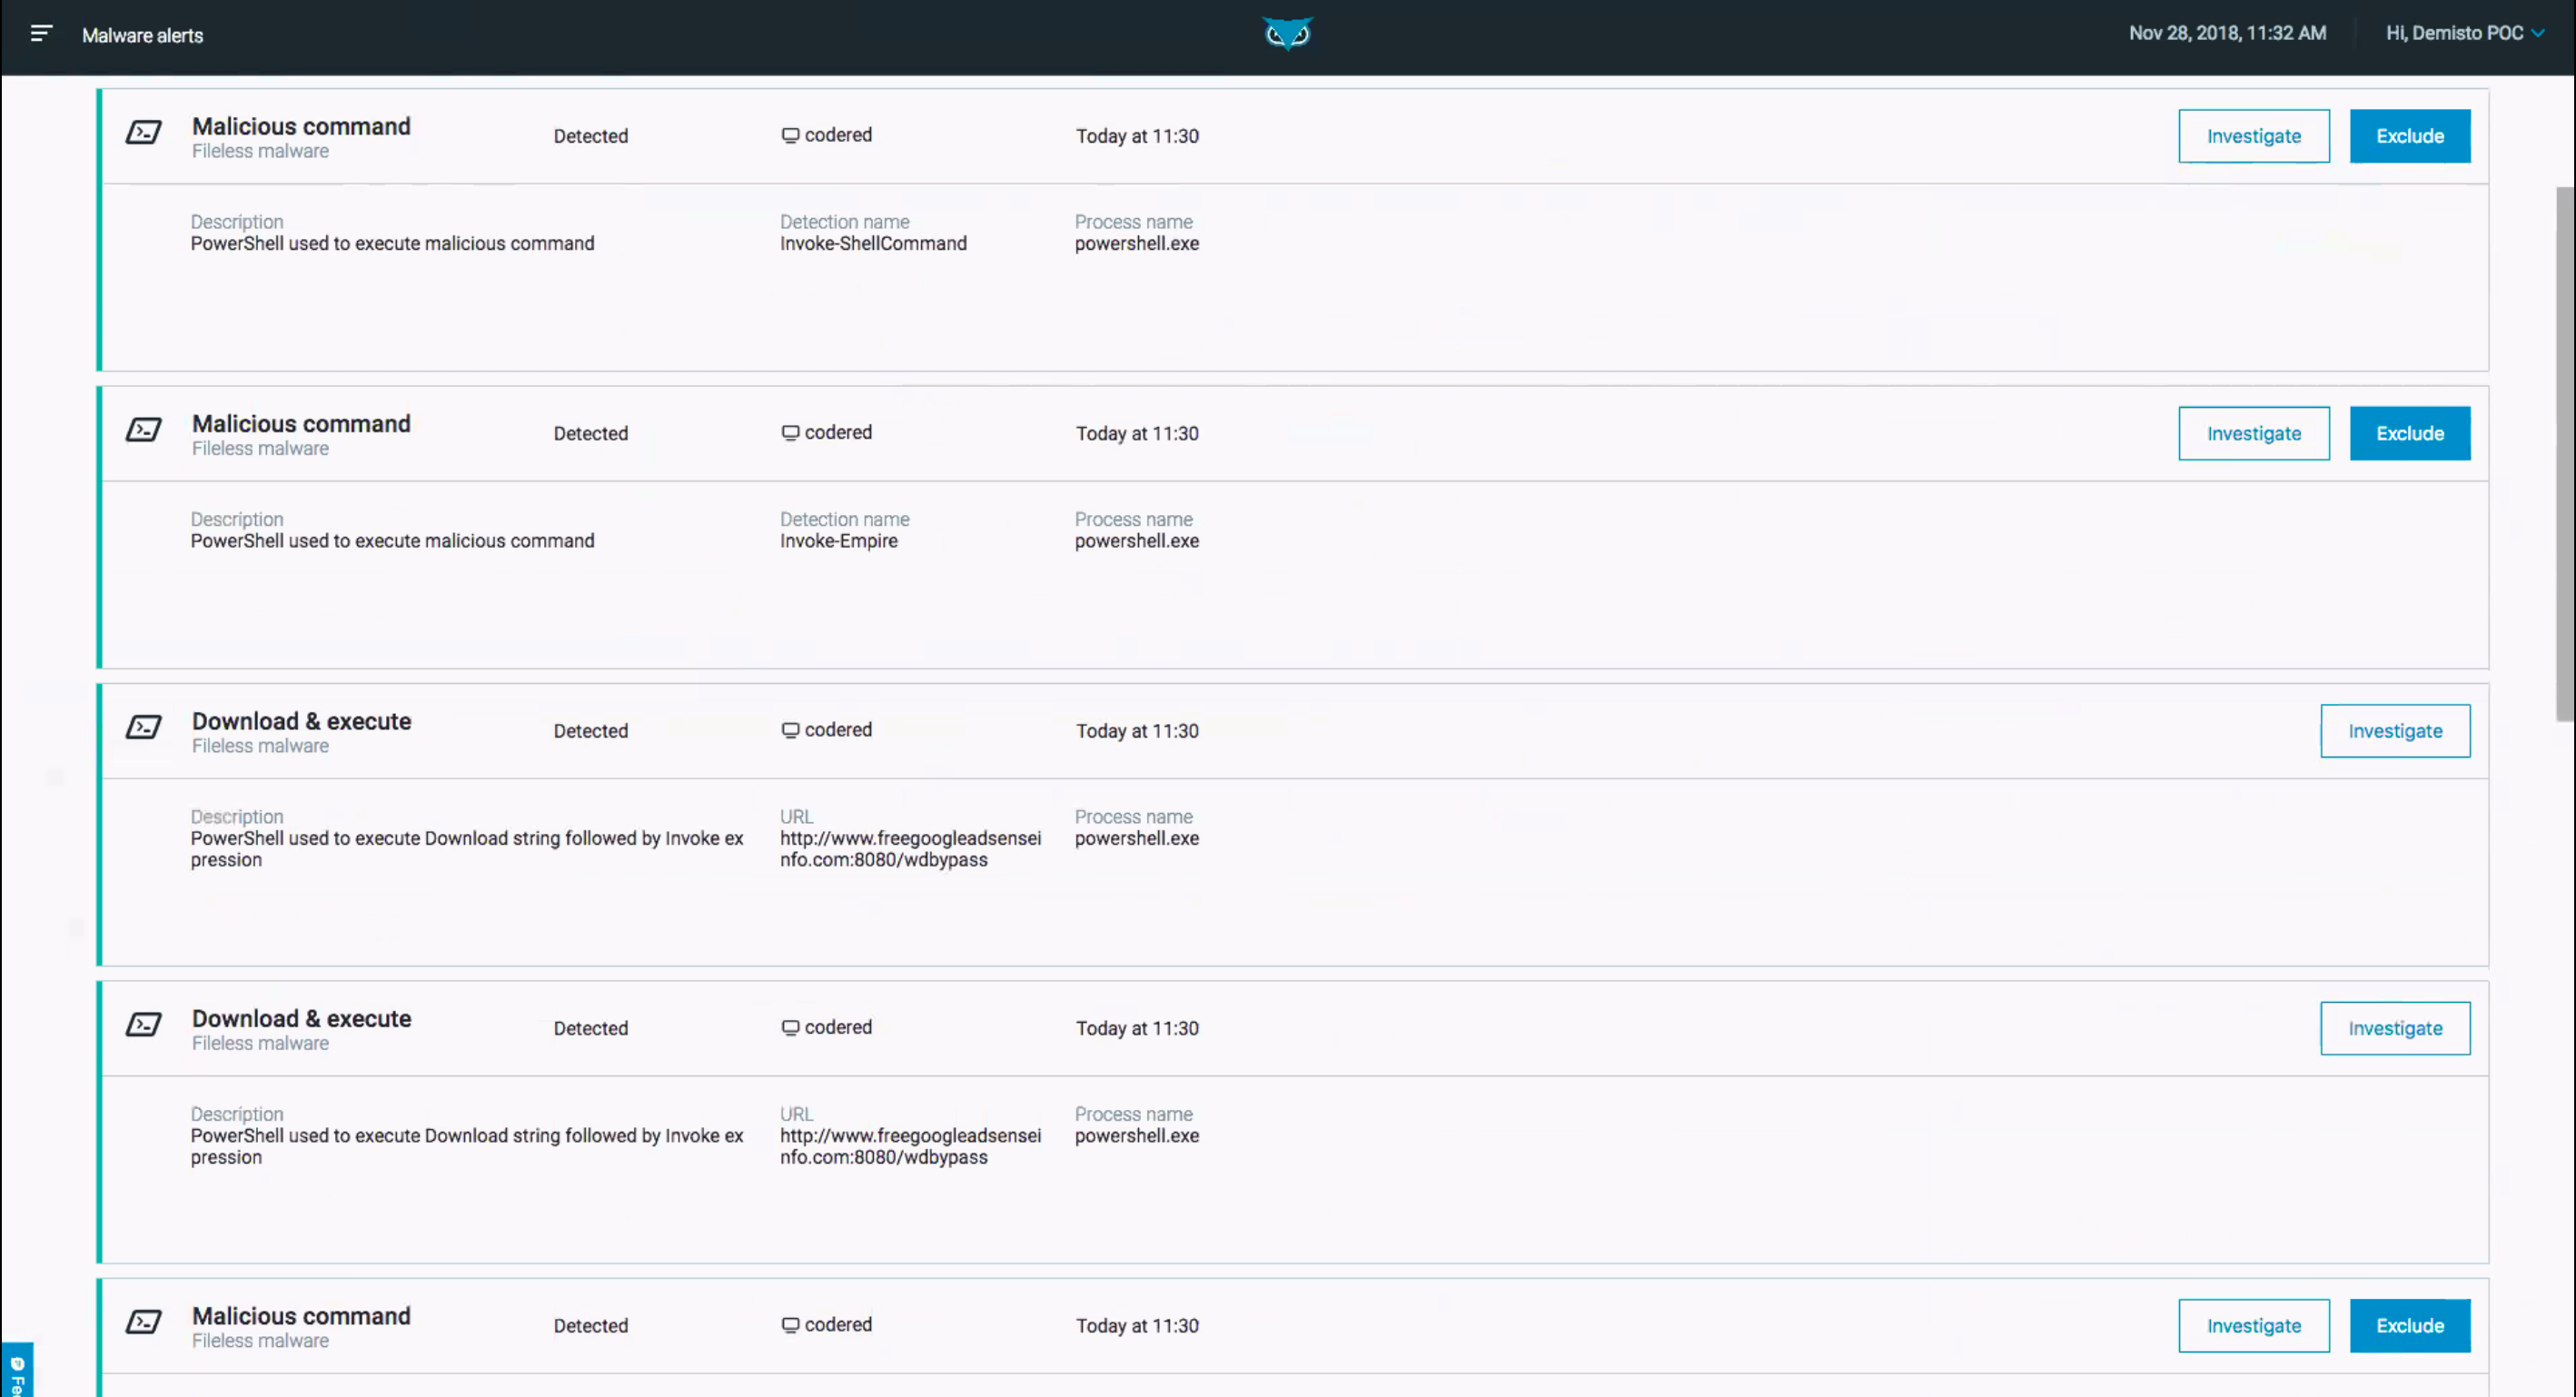 Malware alerts
Nov 28, 2018, 11:32 AM
Hi, Demisto POC
Malicious command
Fileless malware
Detected
codered
Today at 11:30
Investigate
Exclude
Description
PowerShell used to execute malicious command
Detection name
Invoke-ShellCommand
Process name
powershell.exe
Malicious command
Fileless malware
Detected
codered
Today at 11:30
Investigate
Exclude
Description
PowerShell used to execute malicious command
Detection name
Invoke-Empire
Process name
powershell.exe
Download & execute
Fileless malware
Detected
codered
Today at 11:30
Investigate
Description
PowerShell used to execute Download string followed by Invoke ex
pression
URL
http://www.freegoogleadsensei
nfo.com:8080/wdbypass
Process name
powershell.exe
Download & execute
Fileless malware
Detected
codered
Today at 11:30
Investigate
Description
PowerShell used to execute Download string followed by Invoke ex
pression
URL
http://www.freegoogleadsensei
nfo.com:8080/wdbypass
Process name
powershell.exe
Malicious command
Fileless malware
Detected
codered
Today at 11:30
Investigate
Exclude